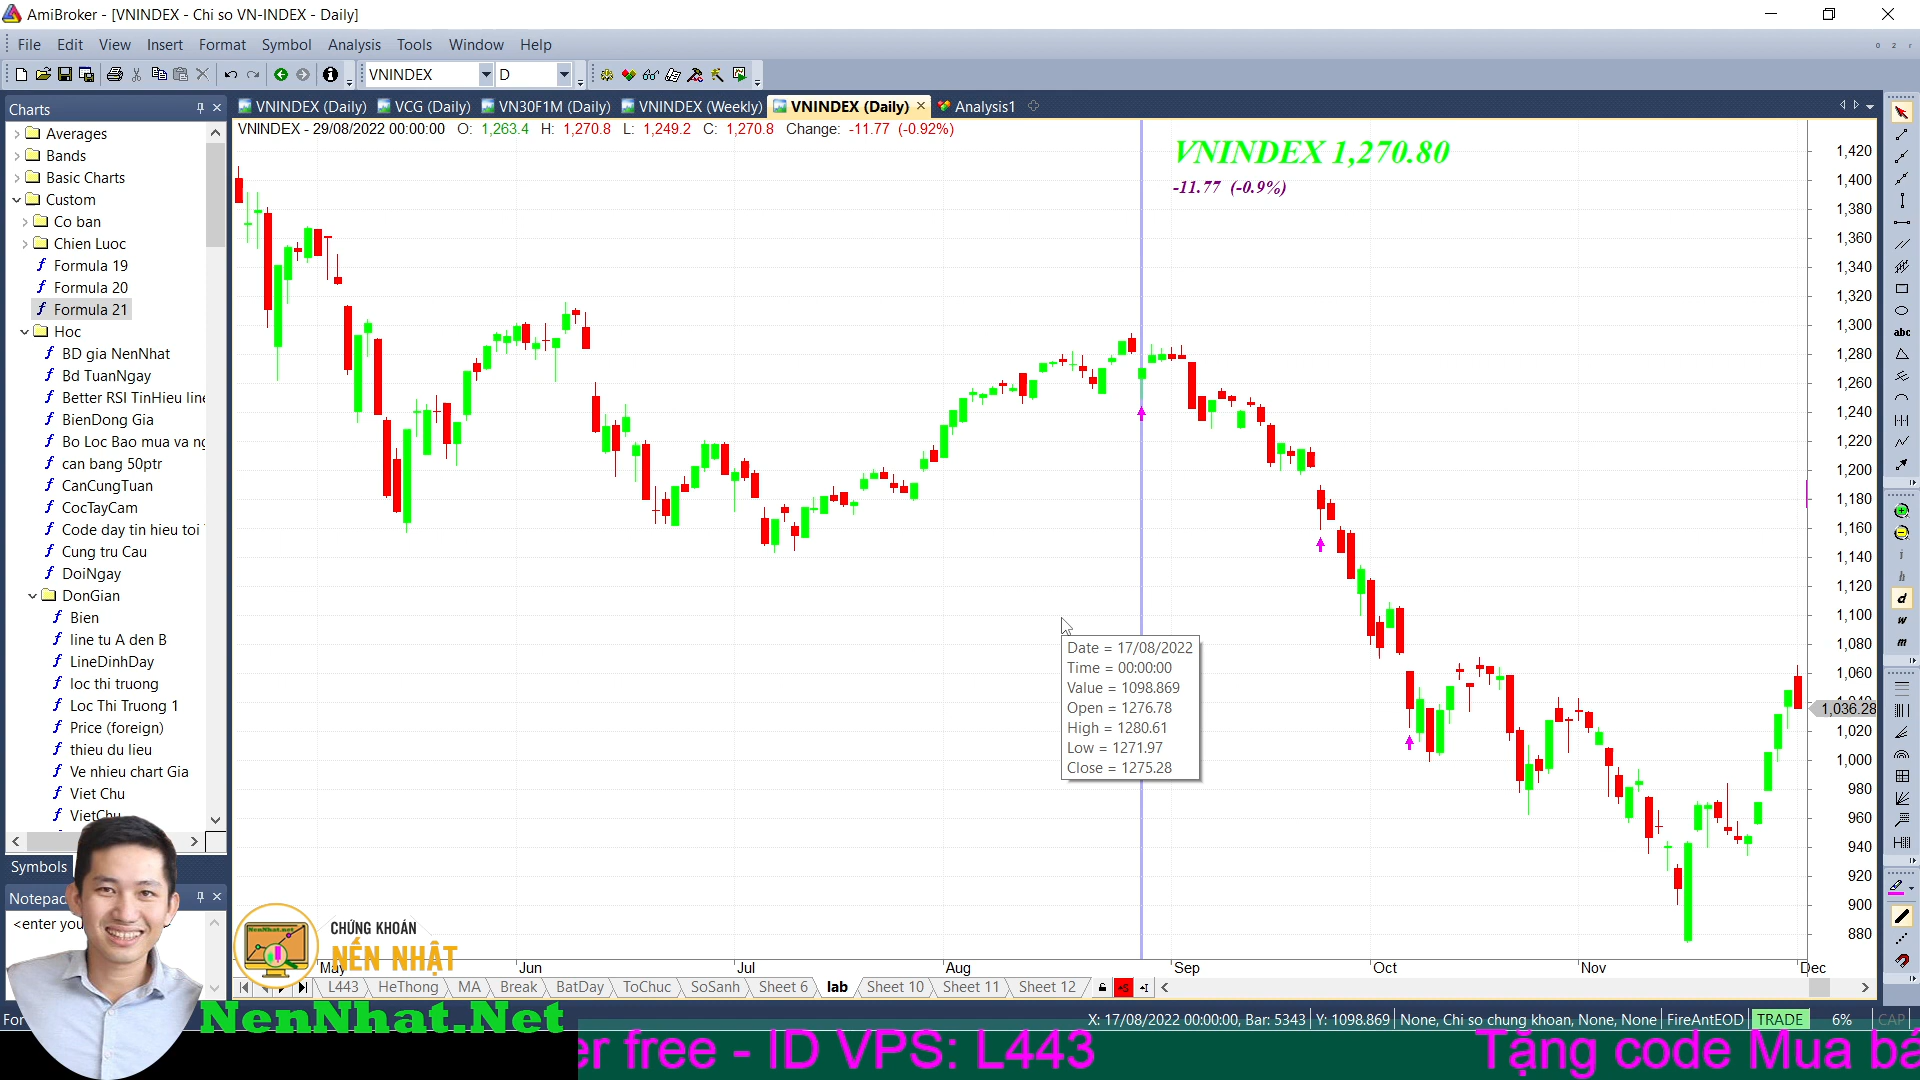 AmiBroker - [VNINDEX - Chi so VN-INDEX - Daily]
File Edit View Insert Format Symbol Analysis Tools Window Help
VNINDEX D
Charts
VNINDEX (Daily) VCG (Daily) VN30F1M (Daily) VNINDEX (Weekly) VNINDEX (Daily) Analysis1
VNINDEX - 29/08/2022 00:00:00 O: 1,263.4 H: 1,270.8 L: 1,249.2 C: 1,270.8 Change: -11.77 (-0.92%)
VNINDEX 1,270.80
-11.77 (-0.9%)
Averages
Bands
Basic Charts
Custom
Co ban
Chien Luoc
Formula 19
Formula 20
Formula 21
Hoc
BD gia NenNhat
Bd TuanNgay
Better RSI TinHieu line
BienDong Gia
Bo Loc Bao mua va ng
can bang 50ptr
CanCungTuan
CocTayCam
Code day tin hieu toi
Cung tru Cau
DoiNgay
DonGian
Bien
line tu A den B
LineDinhDay
loc thi truong
Loc Thi Truong 1
Price (foreign)
thieu du lieu
Ve nhieu chart Gia
Viet Chu
VietChu
Symbols
Notepad
<enter you
Date = 17/08/2022
Time = 00:00:00
Value = 1098.869
Open = 1276.78
High = 1280.61
Low = 1271.97
Close = 1275.28
1,420
1,400
1,380
1,360
1,340
1,320
1,300
1,280
1,260
1,240
1,220
1,200
1,180
1,160
1,140
1,120
1,100
1,080
1,060
1,036.28
1,020
1,000
980
960
940
920
900
880
abc
i
h
d
w
m
NenNhat.net
CHỨNG KHOÁN
NẾN NHẬT
May Jun Jul Aug Sep Oct Nov Dec
L443 HeThong MA Break BatDay ToChuc SoSanh Sheet 6 lab Sheet 10 Sheet 11 Sheet 12
For
X: 17/08/2022 00:00:00, Bar: 5343 Y: 1098.869 None, Chi so chung khoan, None, None FireAntEOD TRADE 6% CAP
NenNhat.Net
er free - ID VPS: L443 Tặng code Mua bá